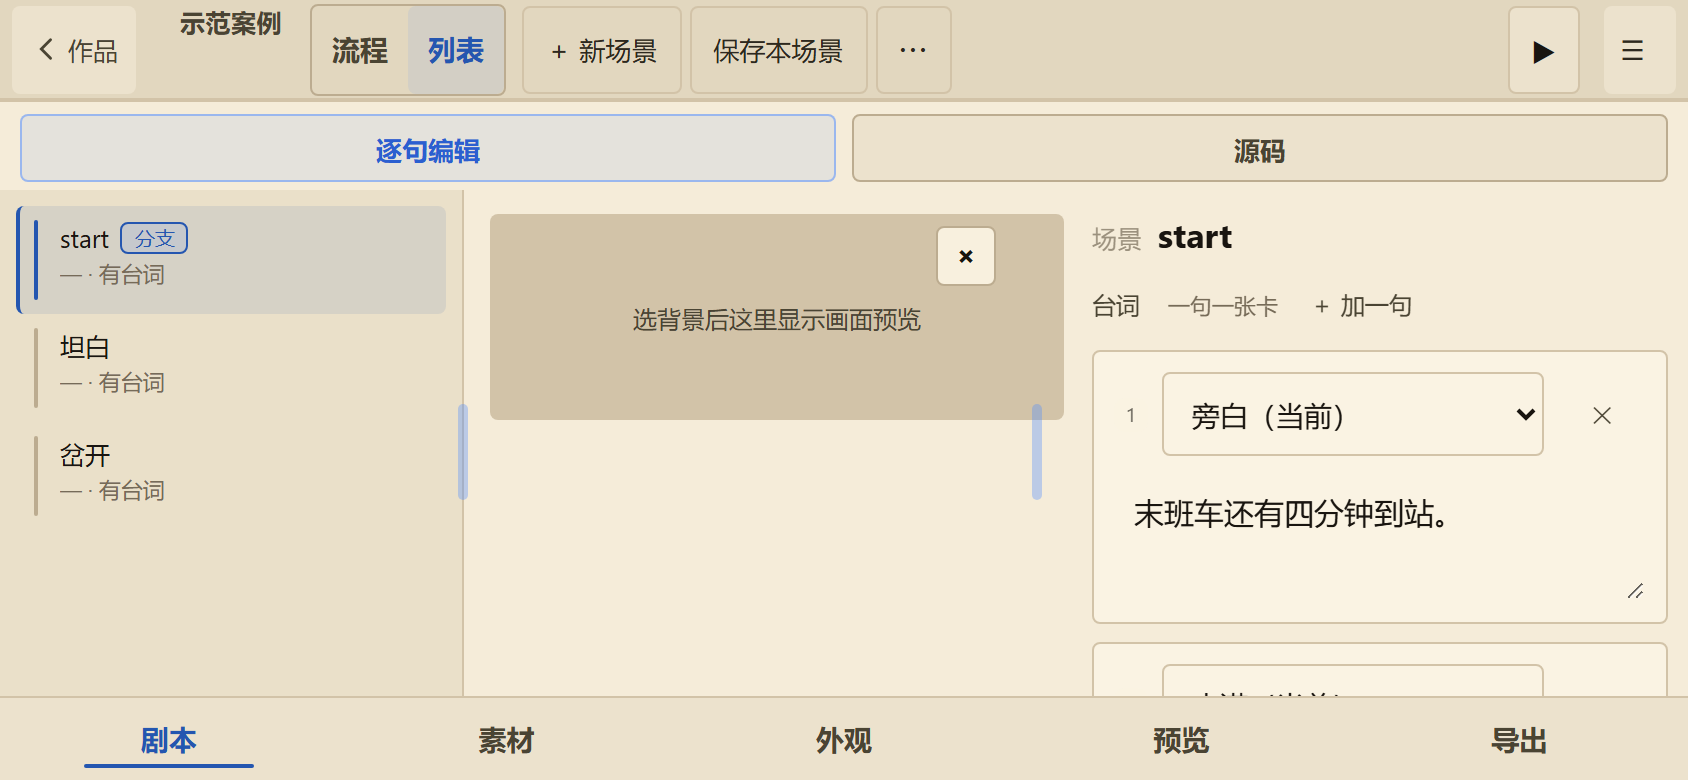 作品
示范案例
流程
列表
+ 新场景
保存本场景
···
逐句编辑
源码
start 分支
— · 有台词
坦白
— · 有台词
岔开
— · 有台词
选背景后这里显示画面预览
场景 start
台词 一句一张卡 + 加一句
1 旁白（当前）
末班车还有四分钟到站。
剧本
素材
外观
预览
导出